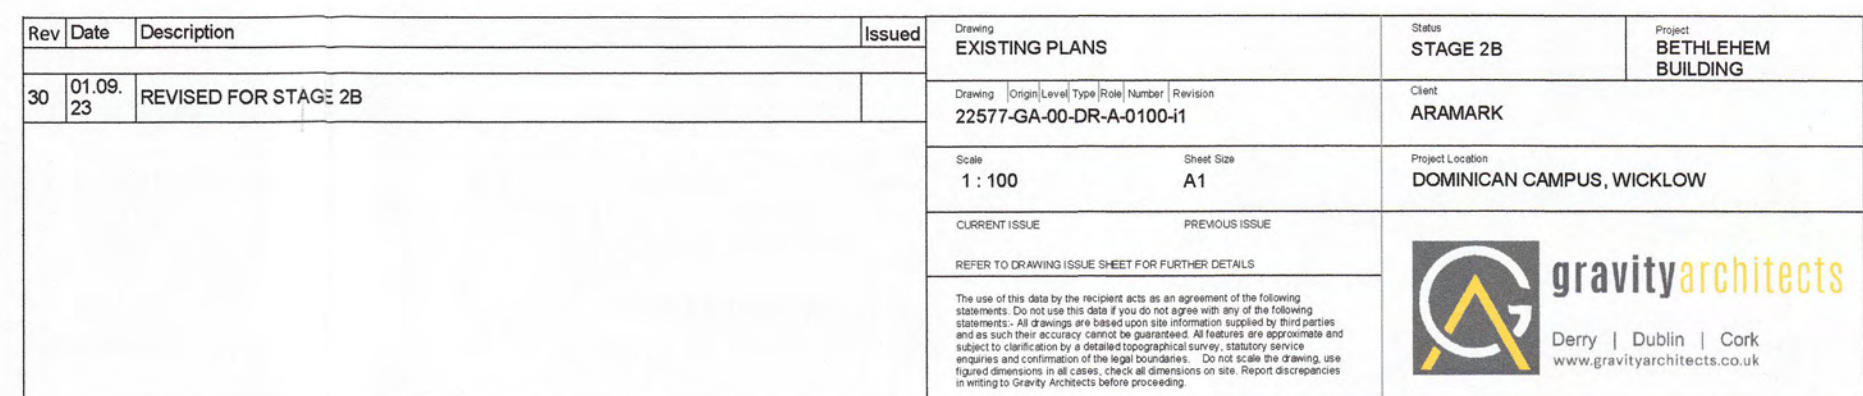 Rev Date Description Issued
30 01.09.23 REVISED FOR STAGE 2B
Drawing
EXISTING PLANS
Status
STAGE 2B
Project
BETHLEHEM
BUILDING
Drawing Origin Level Type Role Number Revision
22577-GA-00-DR-A-0100-i1
Client
ARAMARK
Scale
1 : 100
Sheet Size
A1
Project Location
DOMINICAN CAMPUS, WICKLOW
CURRENT ISSUE PREVIOUS ISSUE
REFER TO DRAWING ISSUE SHEET FOR FURTHER DETAILS
The use of this data by the recipient acts as an agreement of the following
statements. Do not use this data if you do not agree with any of the following
statements:- All drawings are based upon site information supplied by third parties
and as such their accuracy cannot be guaranteed. All features are approximate and
subject to clarification by a detailed topographical survey, statutory service
enquiries and confirmation of the legal boundaries. Do not scale the drawing, use
figured dimensions in all cases, check all dimensions on site. Report discrepancies
in writing to Gravity Architects before proceeding.
GA
gravityarchitects
Derry | Dublin | Cork
www.gravityarchitects.co.uk